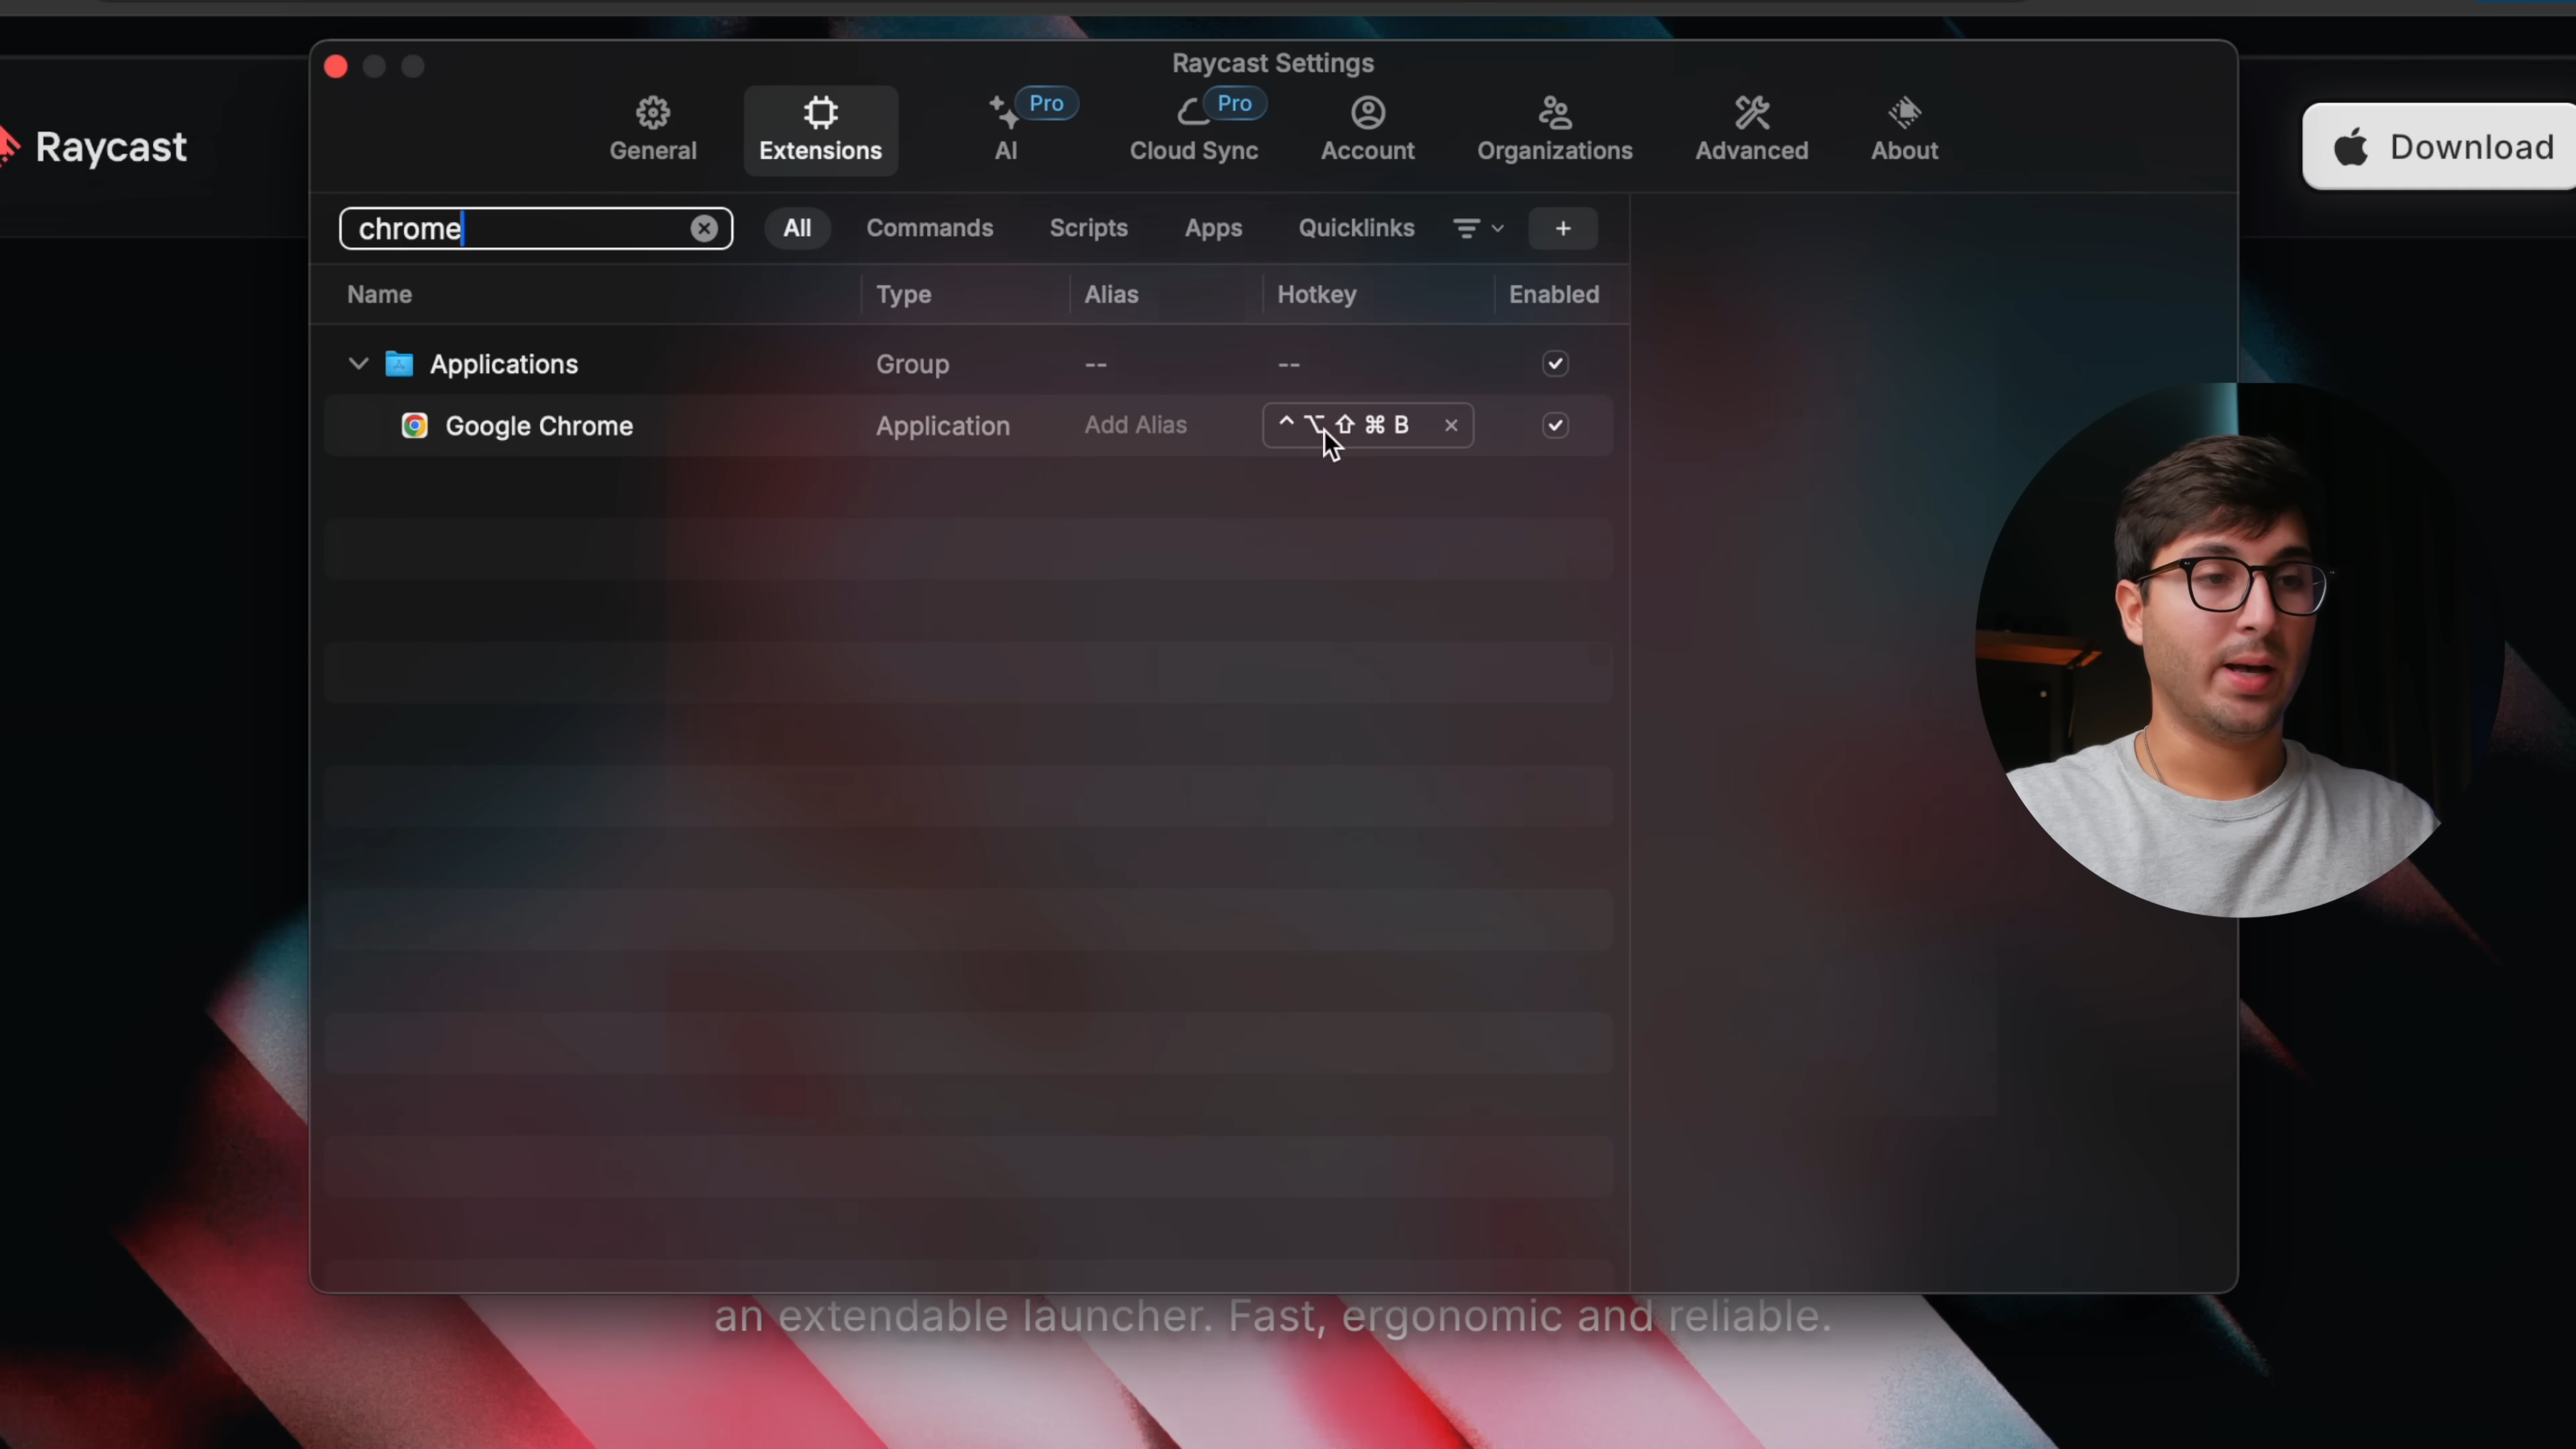 Raycast Settings
Raycast
General
Extensions
Pro
AI
Pro
Cloud Sync
Account
Organizations
Advanced
About
Download
chrome
All
Commands
Scripts
Apps
Quicklinks
+
Name
Type
Alias
Hotkey
Enabled
Applications
Group
--
--
Google Chrome
Application
Add Alias
^ ⌥ ⇧ ⌘ B
an extendable launcher. Fast, ergonomic and reliable.